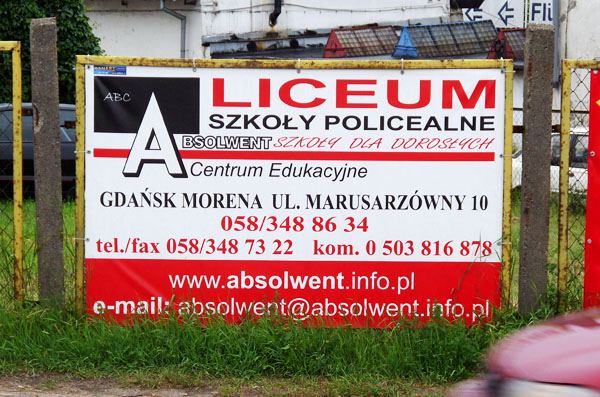 Flü
ABC
LICEUM
SZKOŁY POLICEALNE
ABSOLWENT SZKOŁY DLA DOROSŁYCH
Centrum Edukacyjne
GDAŃSK MORENA UL. MARUSARZÓWNY 10
058/348 86 34
tel./fax 058/348 73 22 kom. 0 503 816 878
www.absolwent.info.pl
e-mail: absolwent@absolwent.info.pl